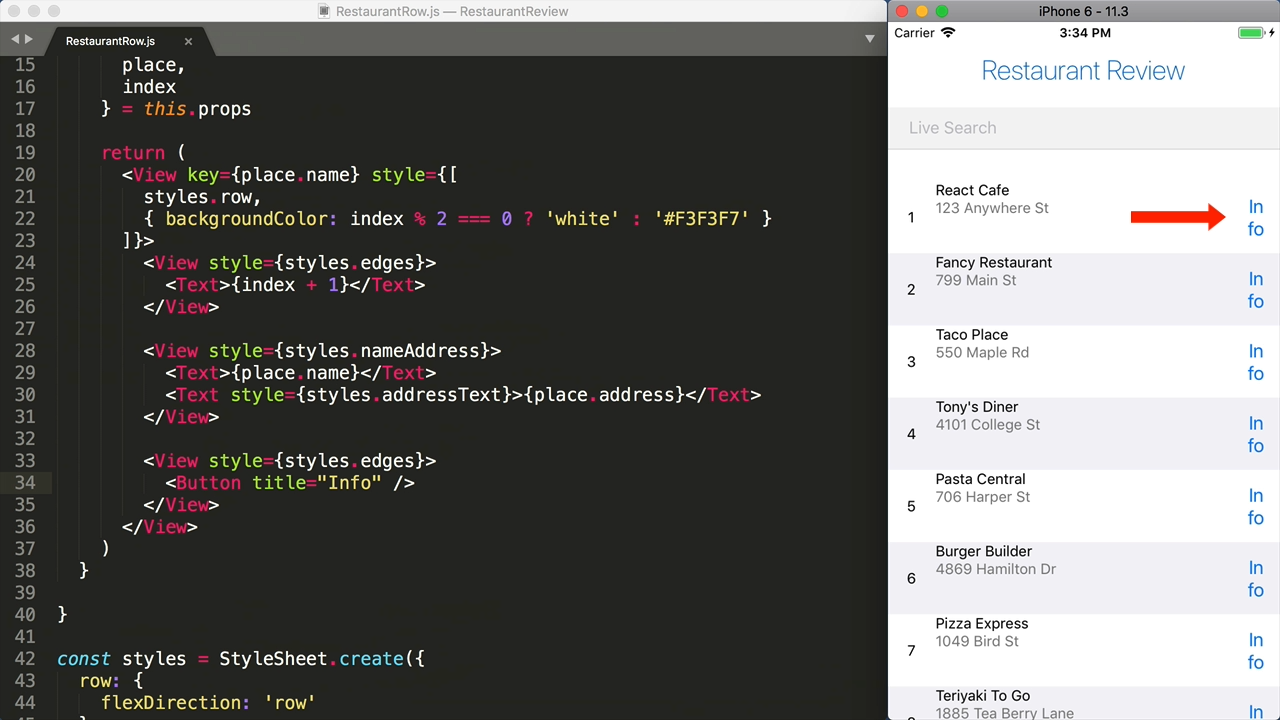 RestaurantRow.js — RestaurantReview
RestaurantRow.js ×
15 place,
16 index
17 } = this.props
18
19 return (
20 <View key={place.name} style={[
21 styles.row,
22 { backgroundColor: index % 2 === 0 ? 'white' : '#F3F3F7' }
23 ]}>
24 <View style={styles.edges}>
25 <Text>{index + 1}</Text>
26 </View>
27
28 <View style={styles.nameAddress}>
29 <Text>{place.name}</Text>
30 <Text style={styles.addressText}>{place.address}</Text>
31 </View>
32
33 <View style={styles.edges}>
34 <Button title="Info" />
35 </View>
36 </View>
37 )
38 }
39
40 }
41
42 const styles = StyleSheet.create({
43 row: {
44 flexDirection: 'row'
iPhone 6 - 11.3
Carrier 3:34 PM
Restaurant Review
Live Search
React Cafe
123 Anywhere St
1
In
fo
Fancy Restaurant
799 Main St
2
In
fo
Taco Place
550 Maple Rd
3
In
fo
Tony's Diner
4101 College St
4
In
fo
Pasta Central
706 Harper St
5
In
fo
Burger Builder
4869 Hamilton Dr
6
In
fo
Pizza Express
1049 Bird St
7
In
fo
Teriyaki To Go
1885 Tea Berry Lane
In